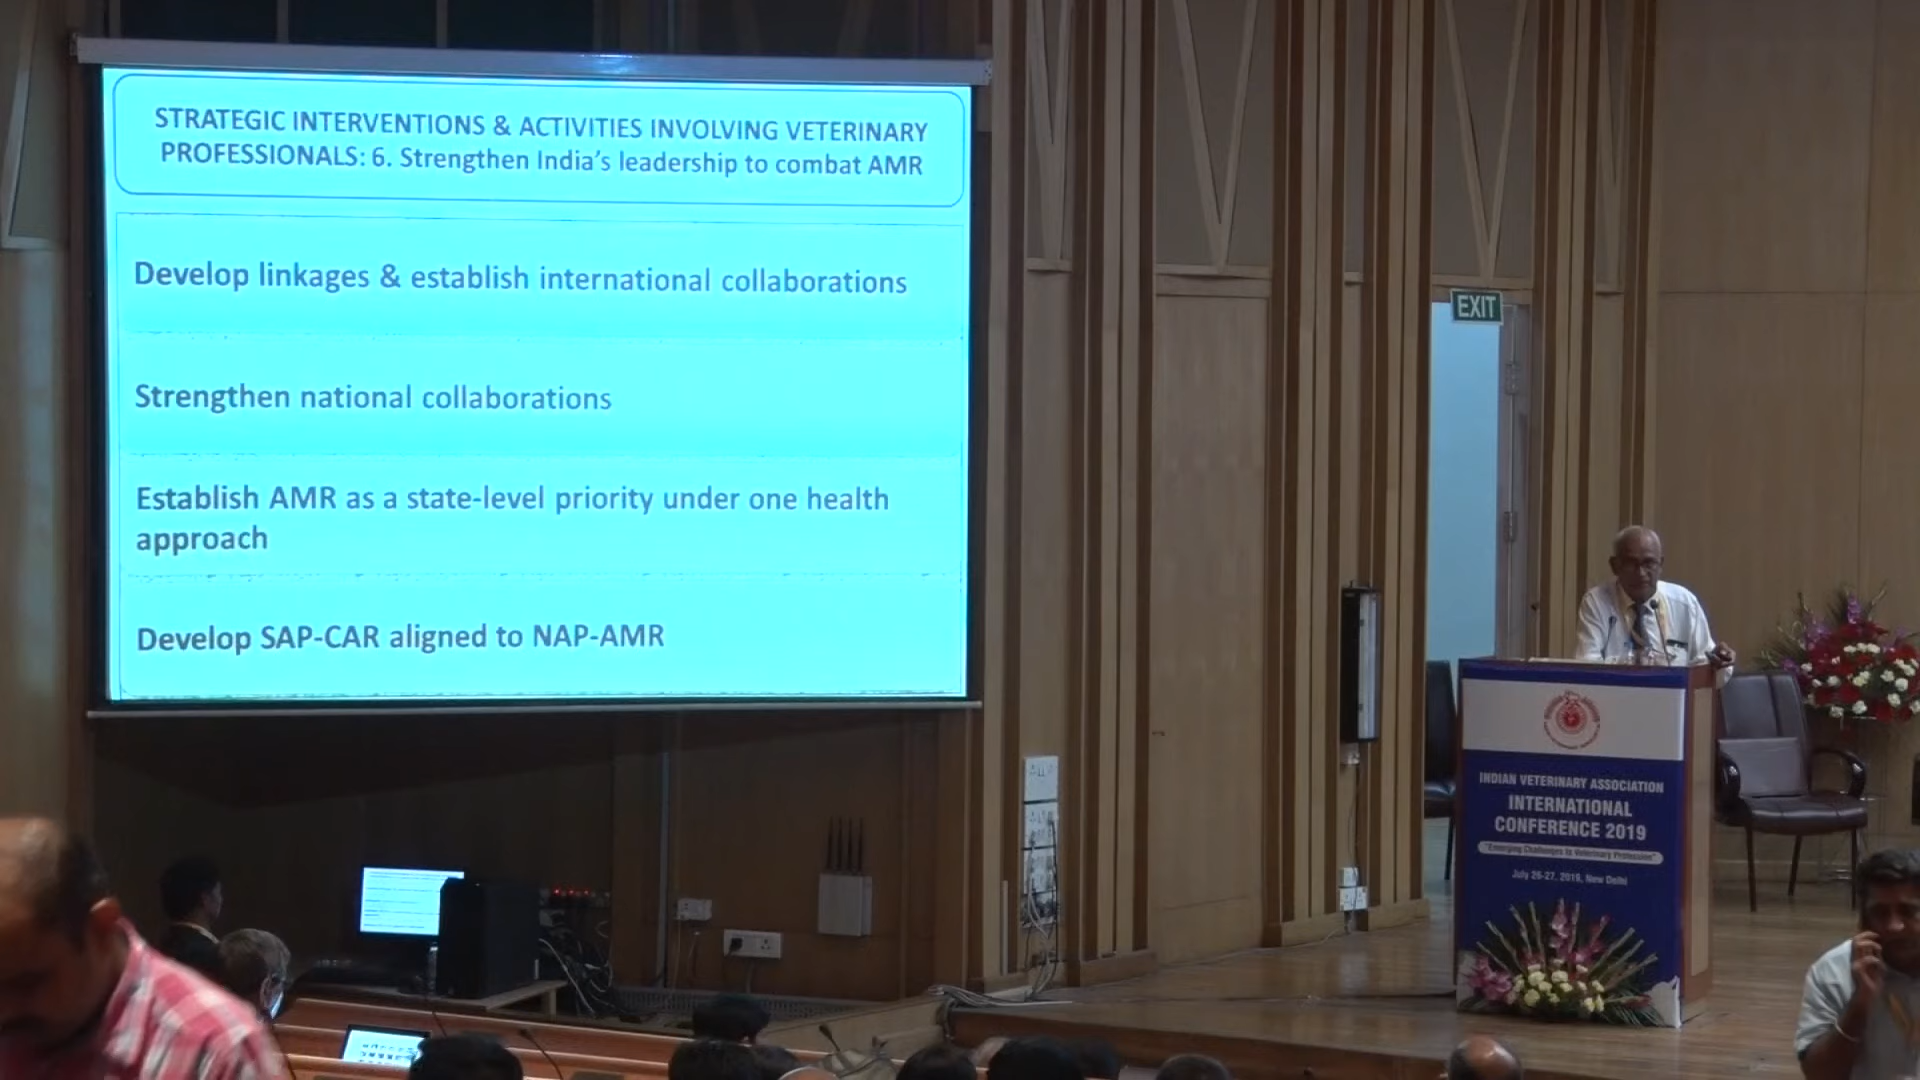 STRATEGIC INTERVENTIONS & ACTIVITIES INVOLVING VETERINARY
PROFESSIONALS: 6. Strengthen India's leadership to combat AMR
Develop linkages & establish international collaborations
Strengthen national collaborations
Establish AMR as a state-level priority under one health
approach
Develop SAP-CAR aligned to NAP-AMR
EXIT
INDIAN VETERINARY ASSOCIATION
INTERNATIONAL
CONFERENCE 2019
"Emerging Challenges to Veterinary Profession"
July 26-27, 2019, New Delhi